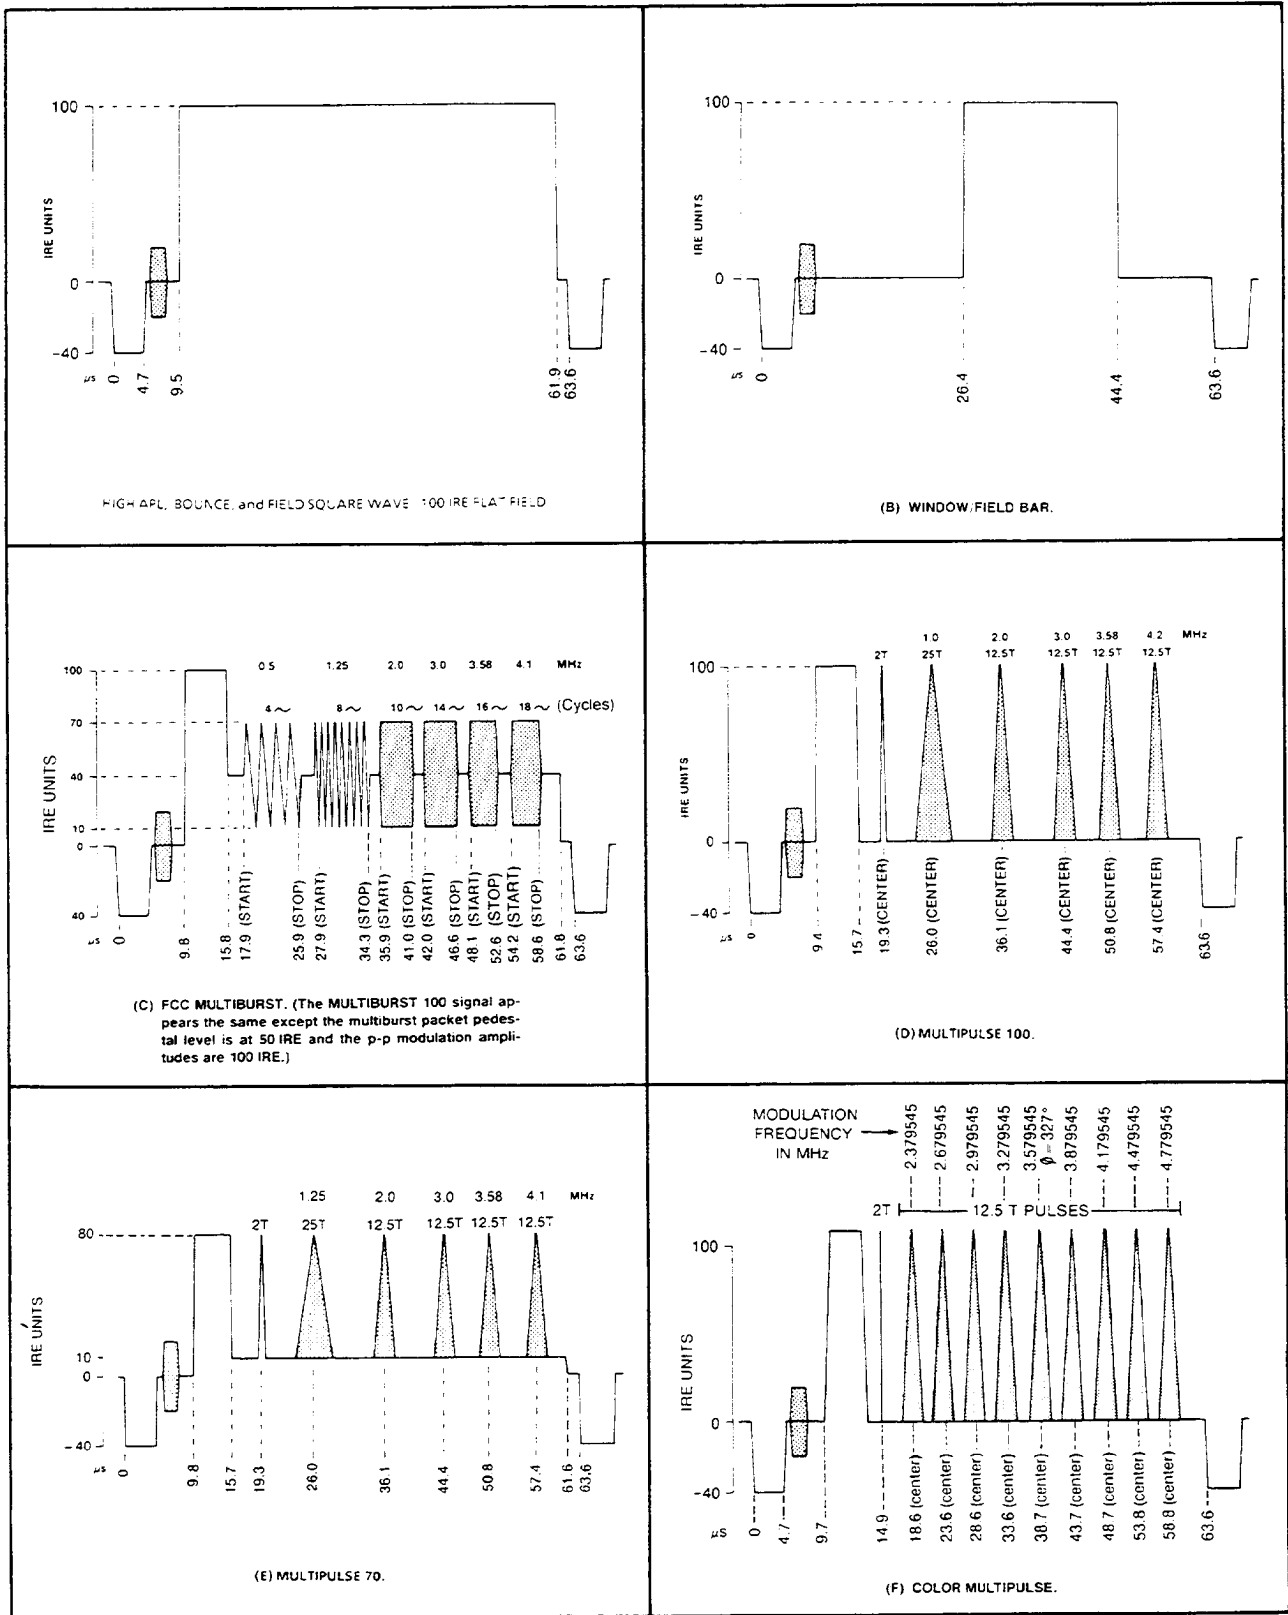 100
IRE UNITS
0
-40
µs
0
4.7
9.5
61.9
63.6
HIGH APL, BOUNCE, and FIELD SQUARE WAVE 100 IRE FLAT FIELD
100
IRE UNITS
0
-40
µs
0
26.4
44.4
63.6
(B) WINDOW/FIELD BAR.
0.5 1.25 2.0 3.0 3.58 4.1 MHz
4~ 8~ 10~ 14~ 16~ 18~ (Cycles)
100
70
40
10
0
40
IRE UNITS
µs
0
9.8
15.8
17.9 (START)
25.9 (STOP)
27.9 (START)
34.3 (STOP)
35.9 (START)
41.0 (STOP)
42.0 (START)
46.6 (STOP)
48.1 (START)
52.6 (STOP)
54.2 (START)
58.6 (STOP)
61.8
63.6
(C) FCC MULTIBURST. (The MULTIBURST 100 signal ap-
pears the same except the multiburst packet pedes-
tal level is at 50 IRE and the p-p modulation ampli-
tudes are 100 IRE.)
1.0 2.0 3.0 3.58 4.2 MHz
2T 25T 12.5T 12.5T 12.5T 12.5T
100
IRE UNITS
0
-40
µs
0
9.4
15.7
19.3 (CENTER)
26.0 (CENTER)
36.1 (CENTER)
44.4 (CENTER)
50.8 (CENTER)
57.4 (CENTER)
63.6
(D) MULTIPULSE 100.
1.25 2.0 3.0 3.58 4.1 MHz
2T 25T 12.5T 12.5T 12.5T 12.5T
80
IRE UNITS
10
0
-40
µs
0
9.8
15.7
19.3
26.0
36.1
44.4
50.8
57.4
61.6
63.6
(E) MULTIPULSE 70.
MODULATION
FREQUENCY
IN MHz
2.379545
2.679545
2.979545
3.279545
3.579545
ϕ = 327°
3.879545
4.179545
4.479545
4.779545
2T 12.5 T PULSES
100
IRE UNITS
0
-40
µS
0
4.7
9.7
14.9
18.6 (center)
23.6 (center)
28.6 (center)
33.6 (center)
38.7 (center)
43.7 (center)
48.7 (center)
53.8 (center)
58.8 (center)
63.6
(F) COLOR MULTIPULSE.